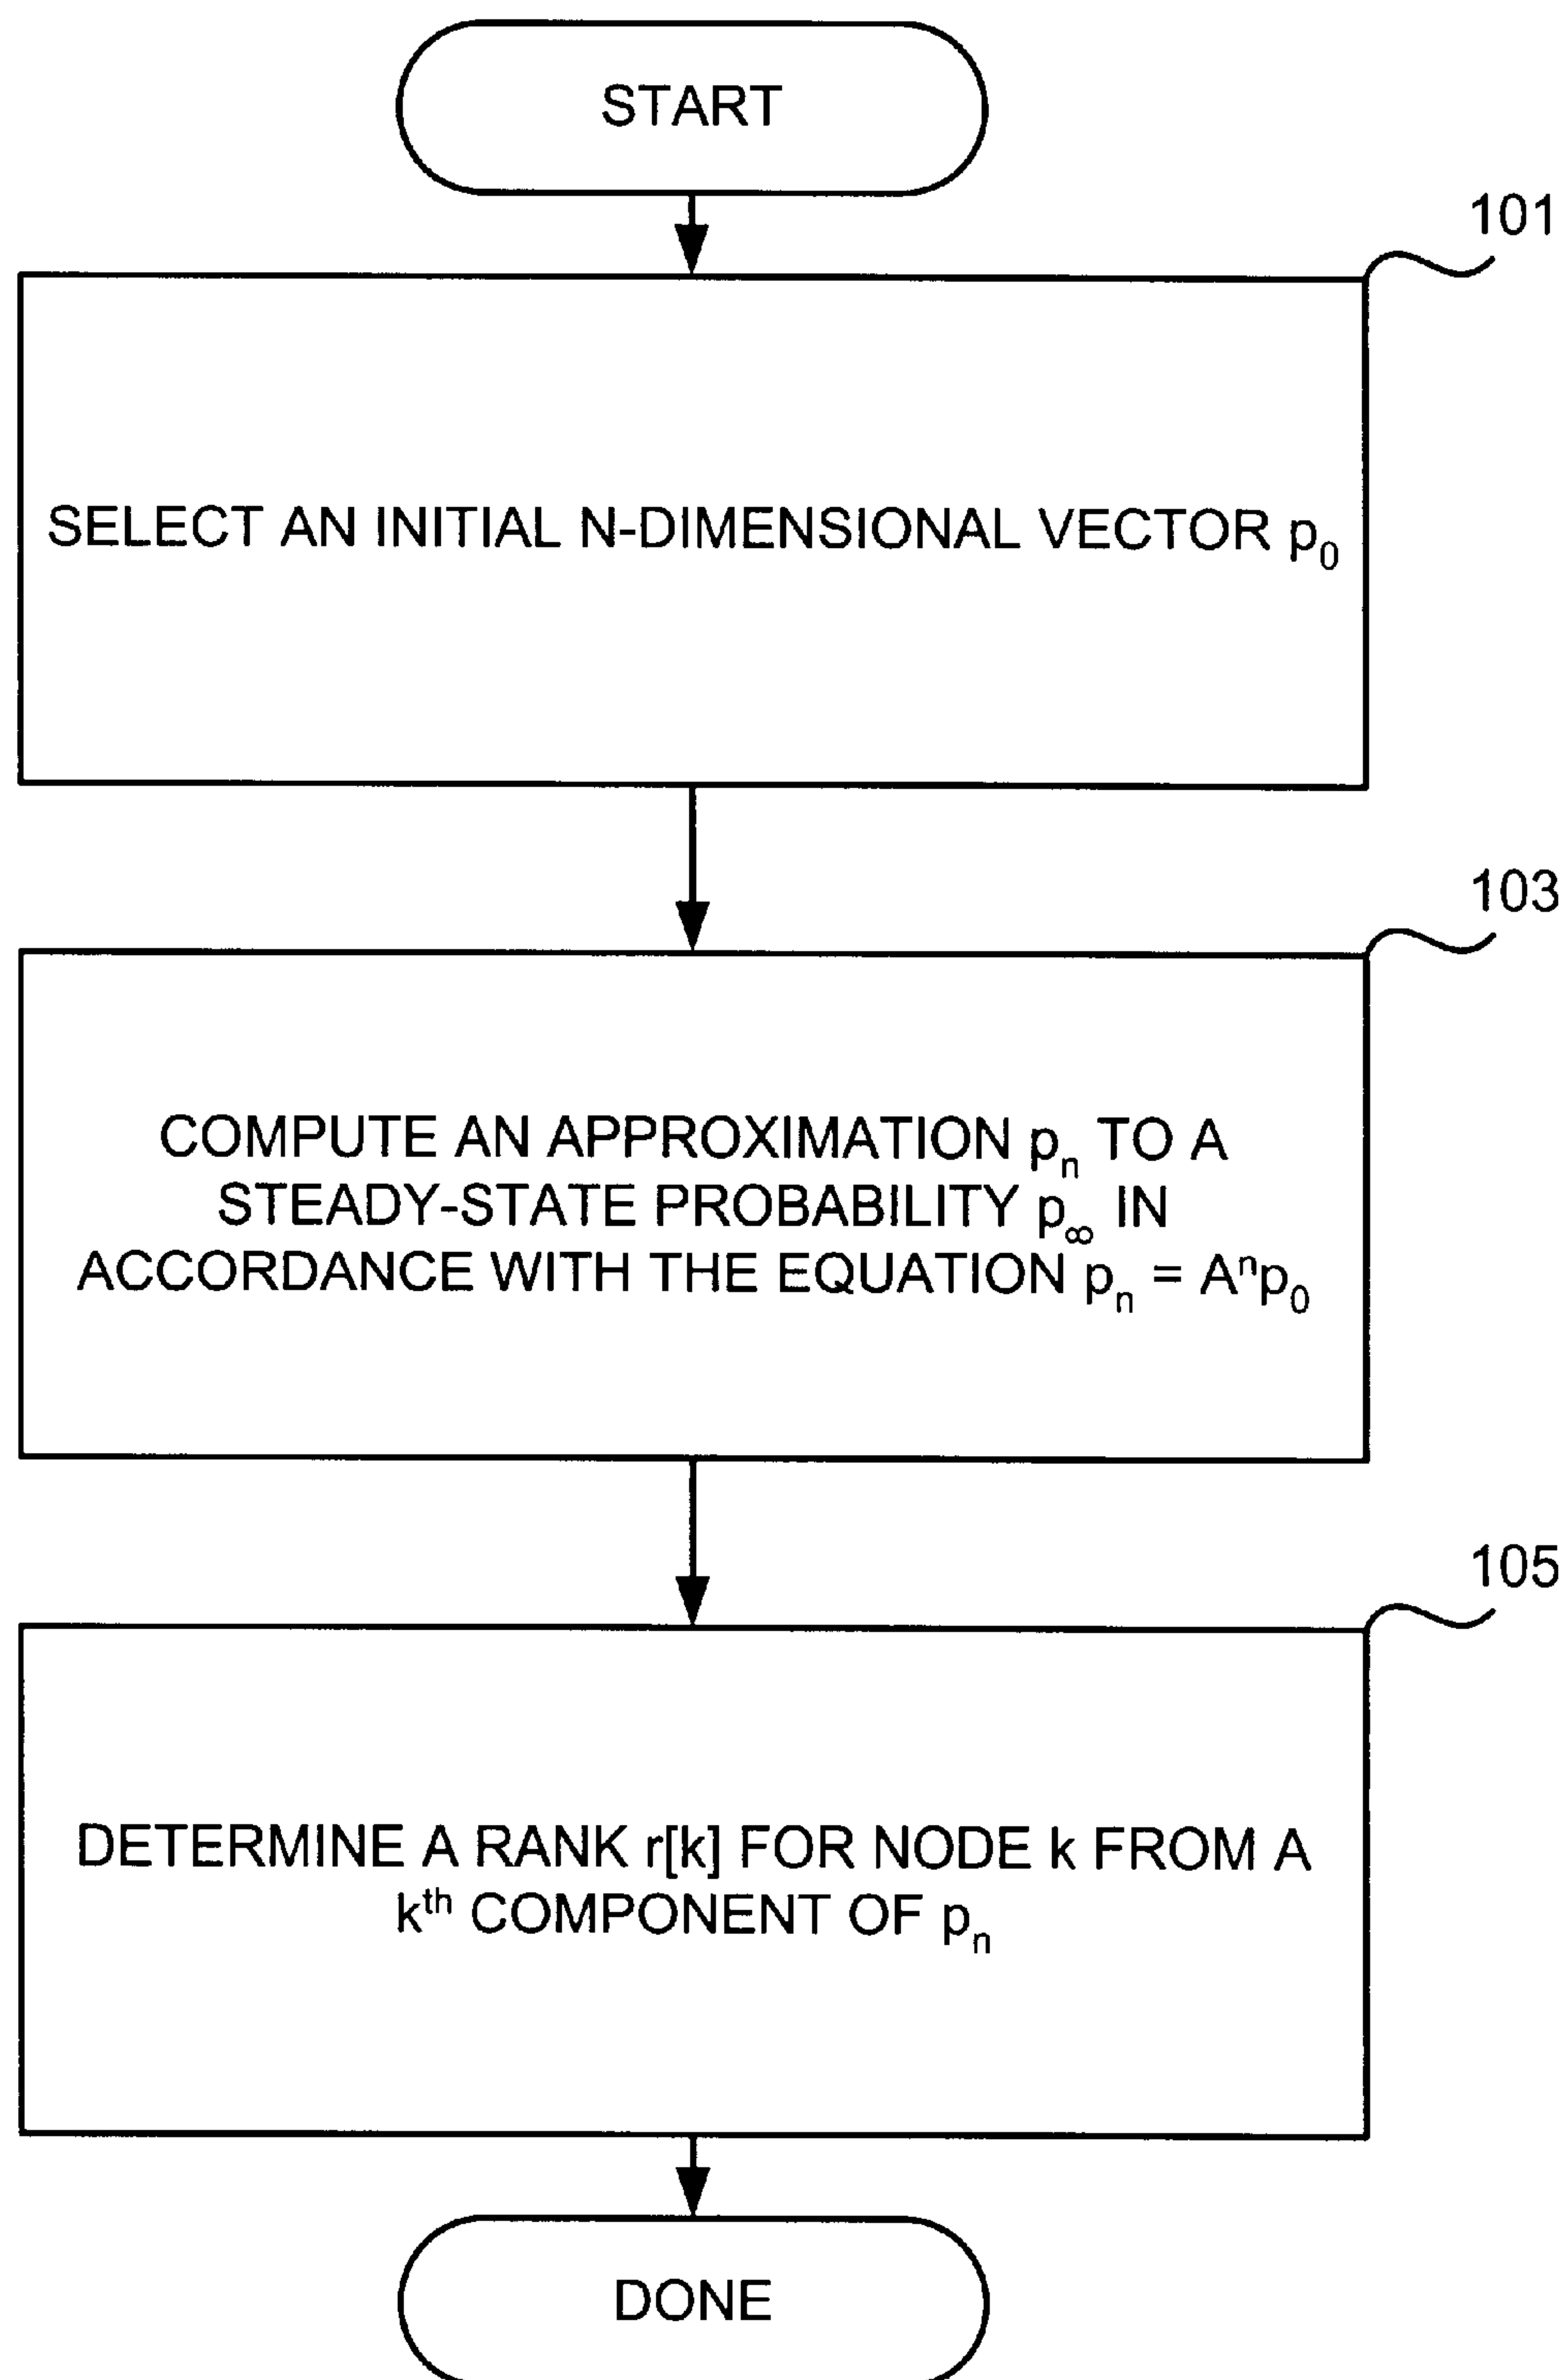 START
101
SELECT AN INITIAL N-DIMENSIONAL VECTOR p₀
103
COMPUTE AN APPROXIMATION pₙ TO A
STEADY-STATE PROBABILITY p∞ IN
ACCORDANCE WITH THE EQUATION pₙ = Aⁿp₀
105
DETERMINE A RANK r[k] FOR NODE k FROM A
kᵗʰ COMPONENT OF pₙ
DONE